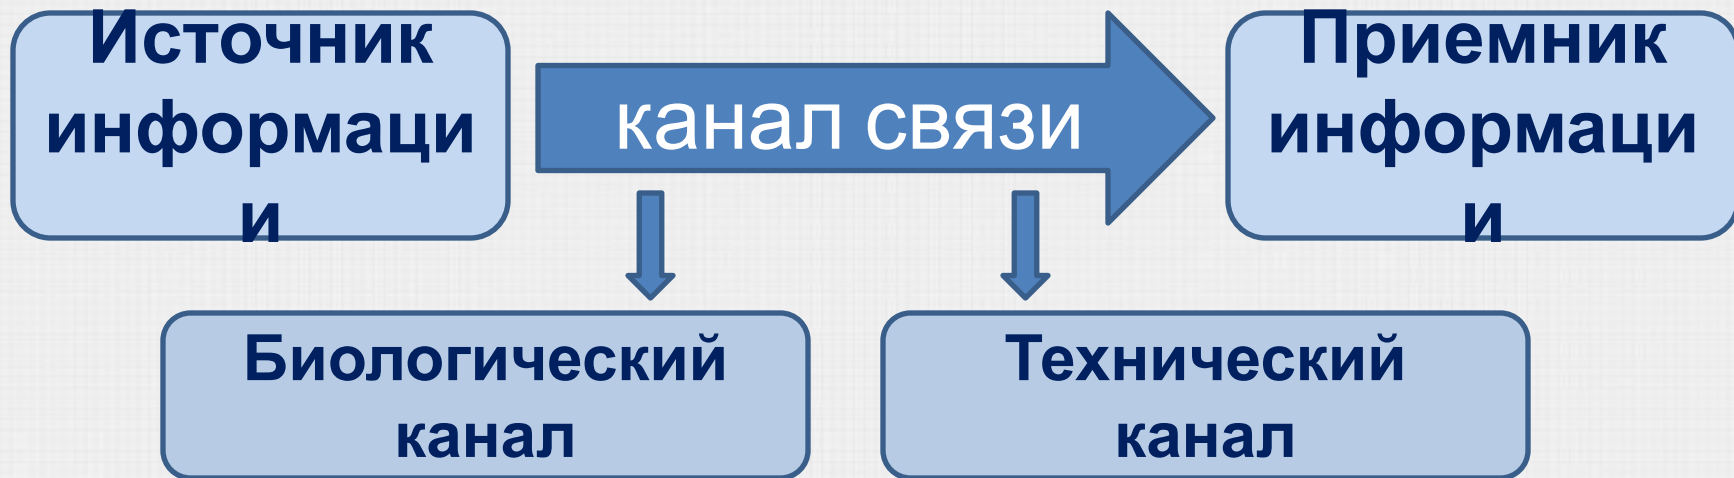 Источник
информаци
и
канал связи
Приемник
информаци
и
Биологический
канал
Технический
канал